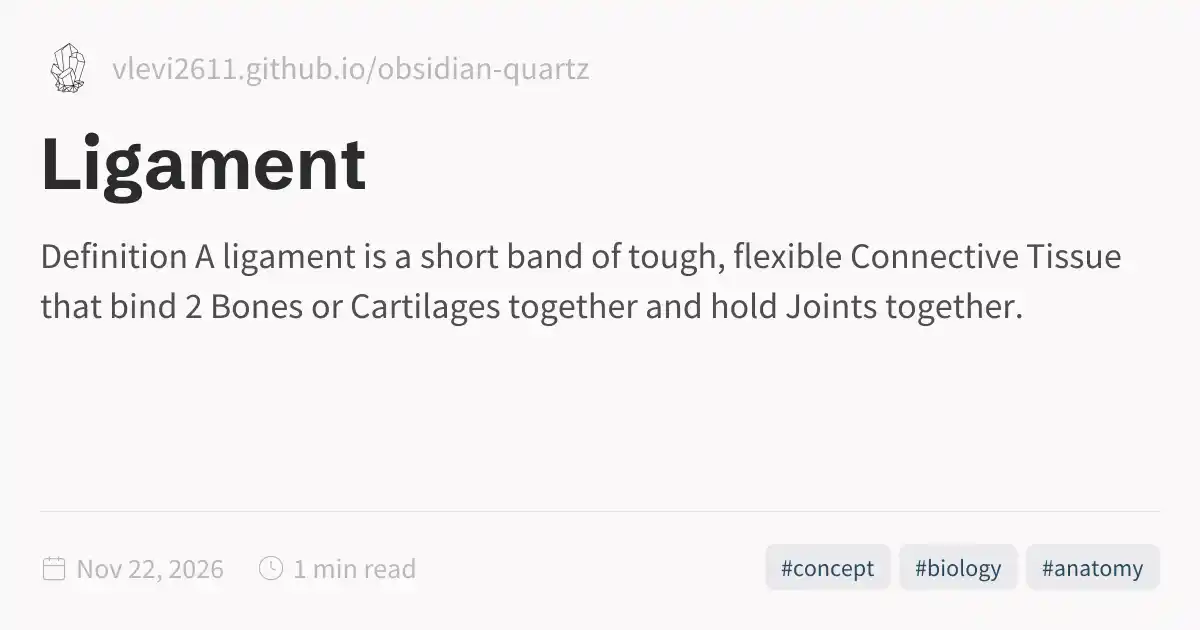 vlevi2611.github.io/obsidian-quartz
Ligament
Definition A ligament is a short band of tough, flexible Connective Tissue
that bind 2 Bones or Cartilages together and hold Joints together.
Nov 22, 2026 1 min read #concept #biology #anatomy